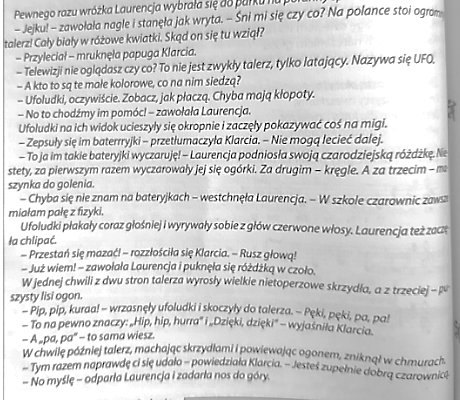 Pewnego razu wróżka Laurencja wybrała się do parku na
– Jejku! – zawołała nagle i stanęła jak wryta. – Śni mi się czy co? Na polance stoi ogromny
talerz! Cały biały w różowe kwiatki. Skąd on się tu wziął?
– Przyleciał – mruknęła papuga Klarcia.
– Telewizji nie oglądasz czy co? To nie jest zwykły talerz, tylko latający. Nazywa się UFO.
– A kto to są te małe kolorowe, co na nim siedzą?
– Ufoludki, oczywiście. Zobacz, jak płaczą. Chyba mają kłopoty.
– No to chodźmy im pomóc! – zawołała Laurencja.
Ufoludki na ich widok ucieszyły się okropnie i zaczęły pokazywać coś na migi.
– Zepsuły się im baterrryjki – przetłumaczyła Klarcia. – Nie mogą lecieć dalej.
– To ja im takie bateryjki wyczaruję! – Laurencja podniosła swoją czarodziejską różdżkę. Nie
stety, za pierwszym razem wyczarowały jej się ogórki. Za drugim – kręgle. A za trzecim – ma
szynka do golenia.
– Chyba się nie znam na bateryjkach – westchnęła Laurencja. – W szkole czarownic zawsze
miałam pałę z fizyki.
Ufoludki płakały coraz głośniej i wyrywały sobie z głów czerwone włosy. Laurencja też zaczę
ła chlipać.
– Przestań się mazać! – rozzłościła się Klarcia. – Rusz głową!
– Już wiem! – zawołała Laurencja i puknęła się różdżką w czoło.
W jednej chwili z dwu stron talerza wyrosły wielkie nietoperzowe skrzydła, a z trzeciej – pu
szysty lisi ogon.
– Pip, pip, kuraa! – wrzasnęły ufoludki i skoczyły do talerza. – Pęki, pęki, pa, pa!
– To na pewno znaczy: „Hip, hip, hurra" i „Dzięki, dzięki" – wyjaśniła Klarcia.
– A „pa, pa" – to sama wiesz.
W chwilę później talerz, machając skrzydłami i powiewając ogonem, zniknął w chmurach.
– Tym razem naprawdę ci się udało – powiedziała Klarcia. – Jesteś zupełnie dobrą czarownicą.
– No myślę – odparła Laurencja i zadarła nos do góry.